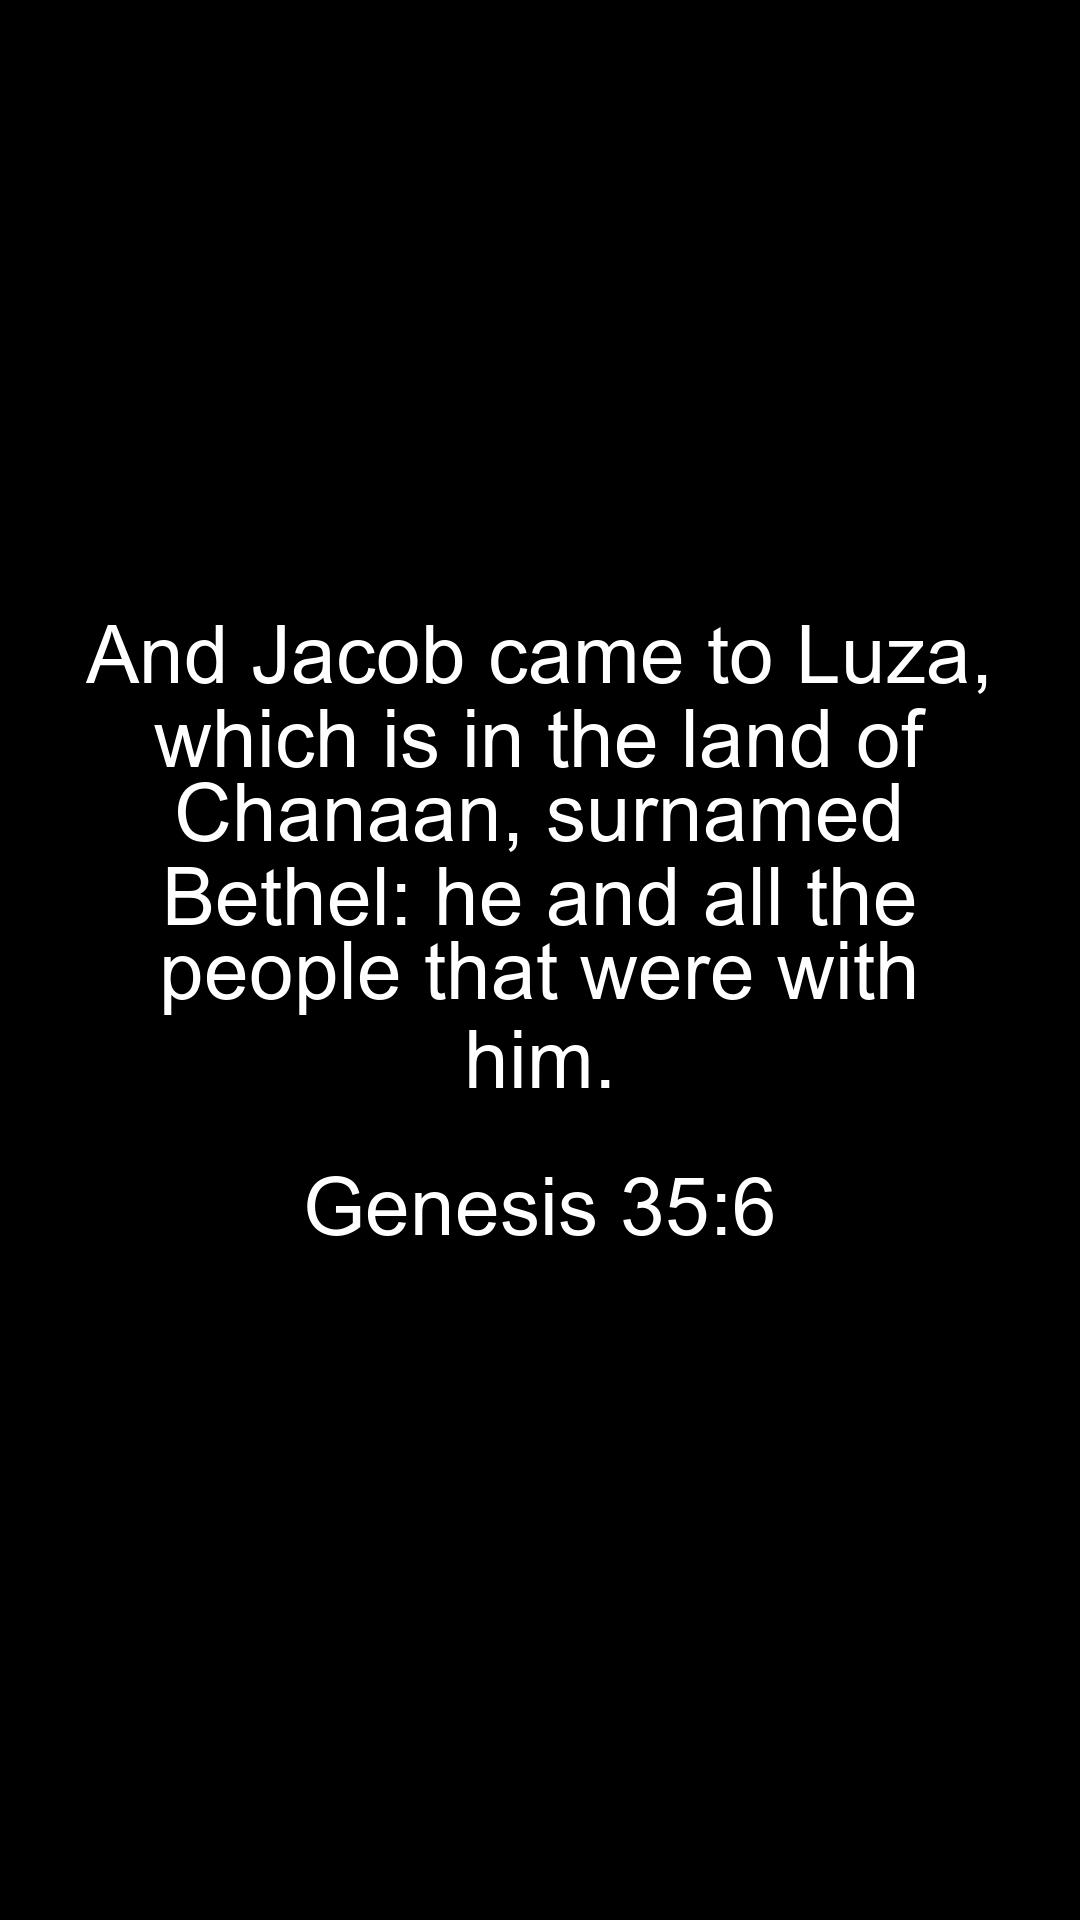 And Jacob came to Luza,
which is in the land of
Chanaan, surnamed
Bethel: he and all the
people that were with
him.
Genesis 35:6